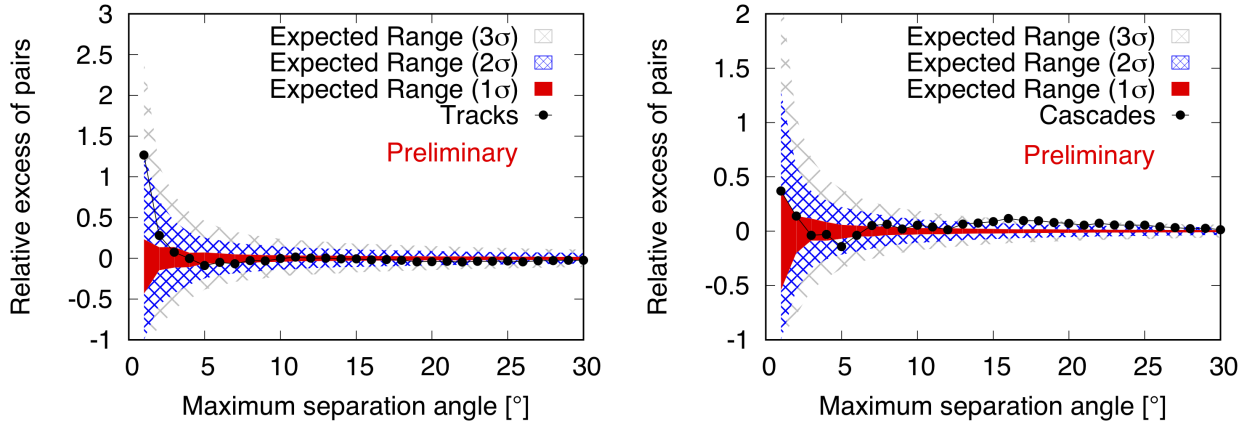 3
2.5
2
1.5
1
0.5
0
-0.5
-1
0 5 10 15 20 25 30
Relative excess of pairs
Maximum separation angle [°]
Expected Range (3σ)
Expected Range (2σ)
Expected Range (1σ)
Tracks
Preliminary
2
1.5
1
0.5
0
-0.5
-1
0 5 10 15 20 25 30
Relative excess of pairs
Maximum separation angle [°]
Expected Range (3σ)
Expected Range (2σ)
Expected Range (1σ)
Cascades
Preliminary